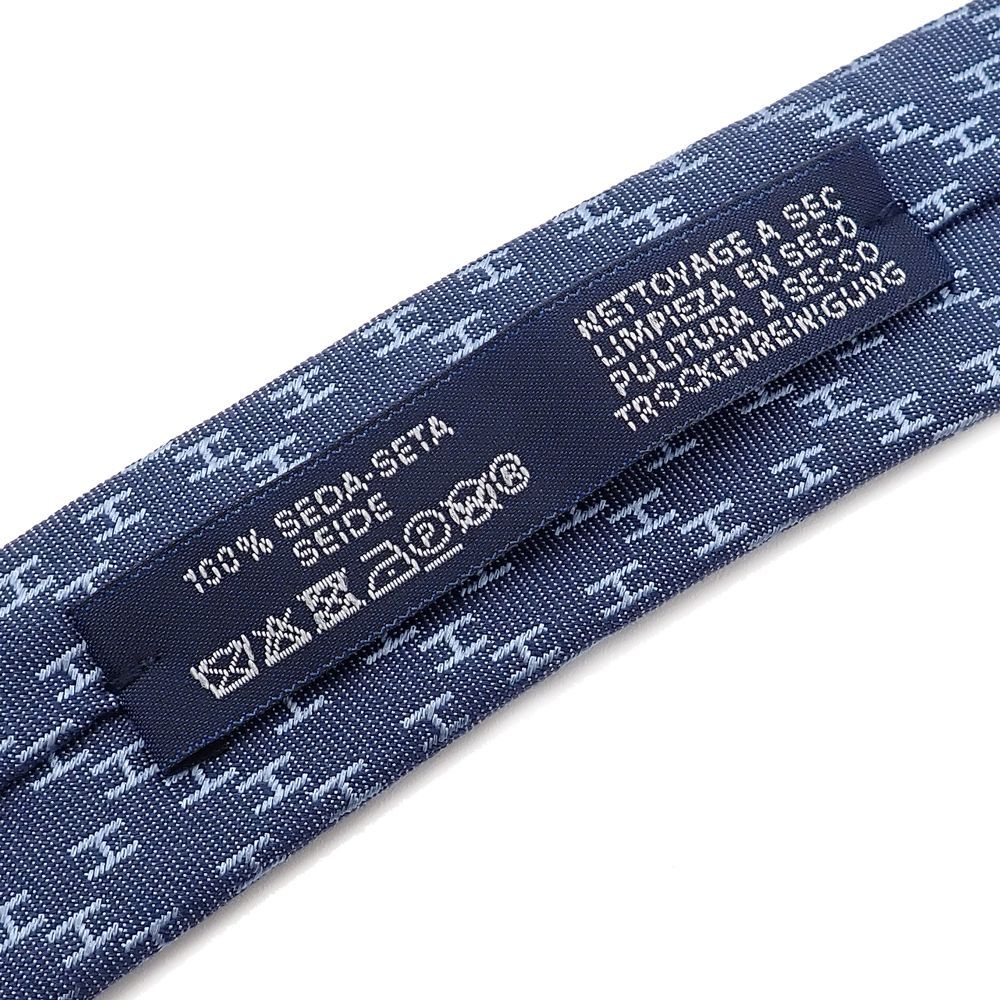 100% SEDA-SETA
SEIDE
P
NETTOYAGE A SEC
LIMPIEZA EN SECO
PULITURA A SECCO
TROCKENREINIGUNG